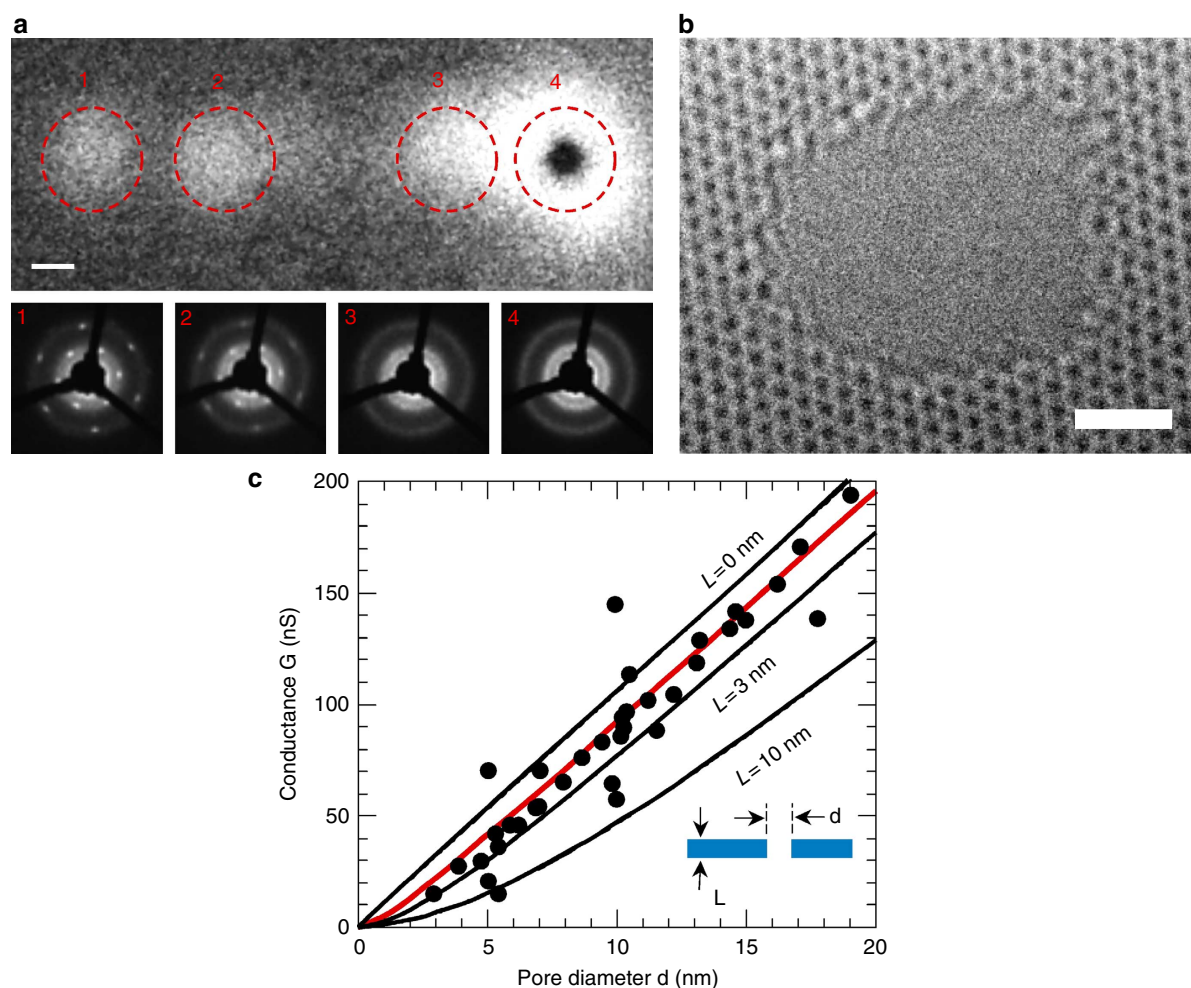 a
b
1 2 3 4
1 2 3 4
c
200
150
100
50
0
Conductance G (nS)
L=0 nm
L=3 nm
L=10 nm
d
L
0 5 10 15 20
Pore diameter d (nm)